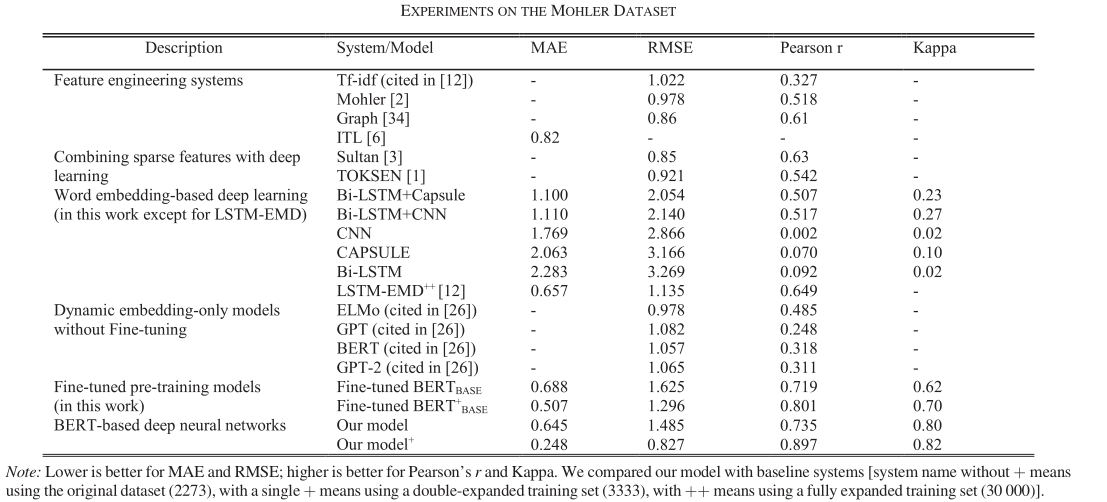 EXPERIMENTS ON THE MOHLER DATASET
Description System/Model MAE RMSE Pearson r Kappa
Feature engineering systems Tf-idf (cited in [12]) - 1.022 0.327 -
Mohler [2] - 0.978 0.518 -
Graph [34] - 0.86 0.61 -
ITL [6] 0.82 - - -
Combining sparse features with deep Sultan [3] - 0.85 0.63 -
learning TOKSEN [1] - 0.921 0.542 -
Word embedding-based deep learning Bi-LSTM+Capsule 1.100 2.054 0.507 0.23
(in this work except for LSTM-EMD) Bi-LSTM+CNN 1.110 2.140 0.517 0.27
CNN 1.769 2.866 0.002 0.02
CAPSULE 2.063 3.166 0.070 0.10
Bi-LSTM 2.283 3.269 0.092 0.02
LSTM-EMD++ [12] 0.657 1.135 0.649 -
Dynamic embedding-only models ELMo (cited in [26]) - 0.978 0.485 -
without Fine-tuning GPT (cited in [26]) - 1.082 0.248 -
BERT (cited in [26]) - 1.057 0.318 -
GPT-2 (cited in [26]) - 1.065 0.311 -
Fine-tuned pre-training models Fine-tuned BERTBASE 0.688 1.625 0.719 0.62
(in this work) Fine-tuned BERT+BASE 0.507 1.296 0.801 0.70
BERT-based deep neural networks Our model 0.645 1.485 0.735 0.80
Our model+ 0.248 0.827 0.897 0.82
Note: Lower is better for MAE and RMSE; higher is better for Pearson's r and Kappa. We compared our model with baseline systems [system name without + means
using the original dataset (2273), with a single + means using a double-expanded training set (3333), with ++ means using a fully expanded training set (30 000)].